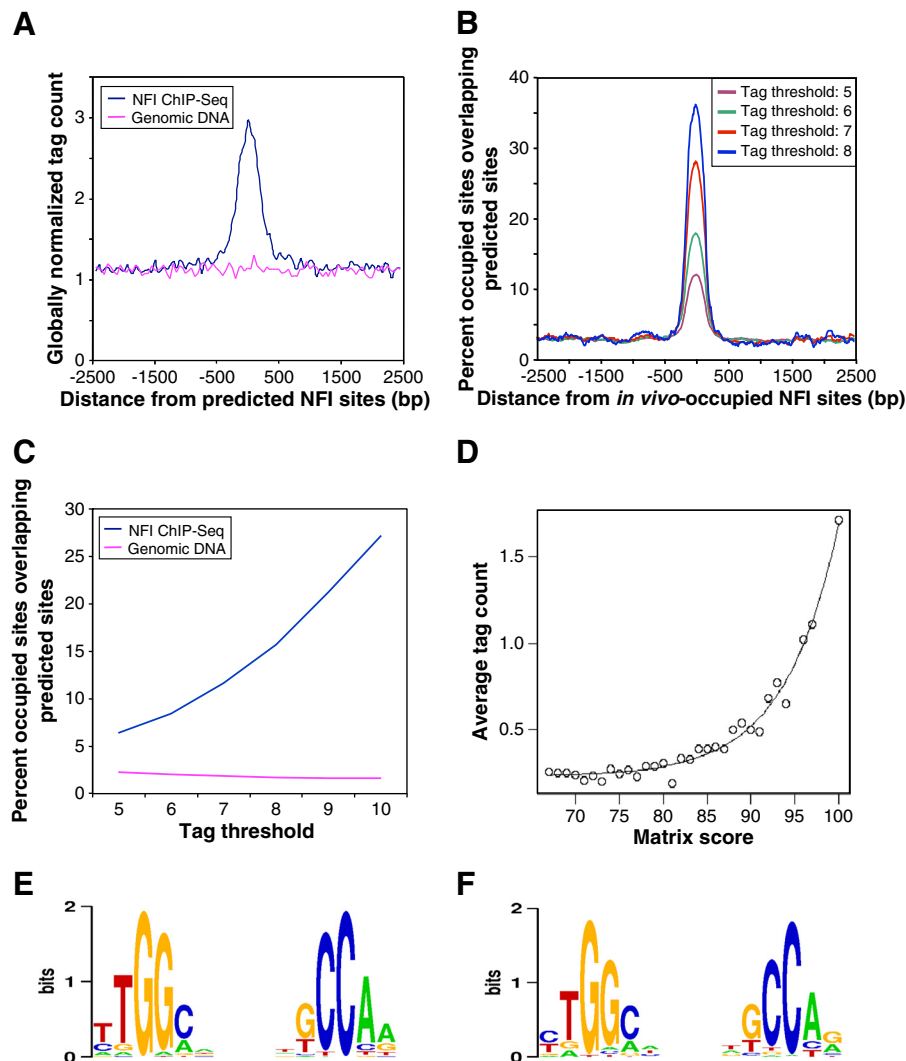 A
Globally normalized tag count
3
2
1
0
NFI ChIP-Seq
Genomic DNA
-2500 -1500 -500 500 1500 2500
Distance from predicted NFI sites (bp)
B
Percent occupied sites overlapping
predicted sites
40
30
20
10
0
Tag threshold: 5
Tag threshold: 6
Tag threshold: 7
Tag threshold: 8
-2500 -1500 -500 500 1500 2500
Distance from in vivo-occupied NFI sites (bp)
C
Percent occupied sites overlapping
predicted sites
30
25
20
15
10
5
0
NFI ChIP-Seq
Genomic DNA
5 6 7 8 9 10
Tag threshold
D
Average tag count
1.5
1.0
0.5
70 75 80 85 90 95 100
Matrix score
E
bits
2
1
0
TTGGC GCCAA
F
bits
2
1
0
CTGGC GCCAG